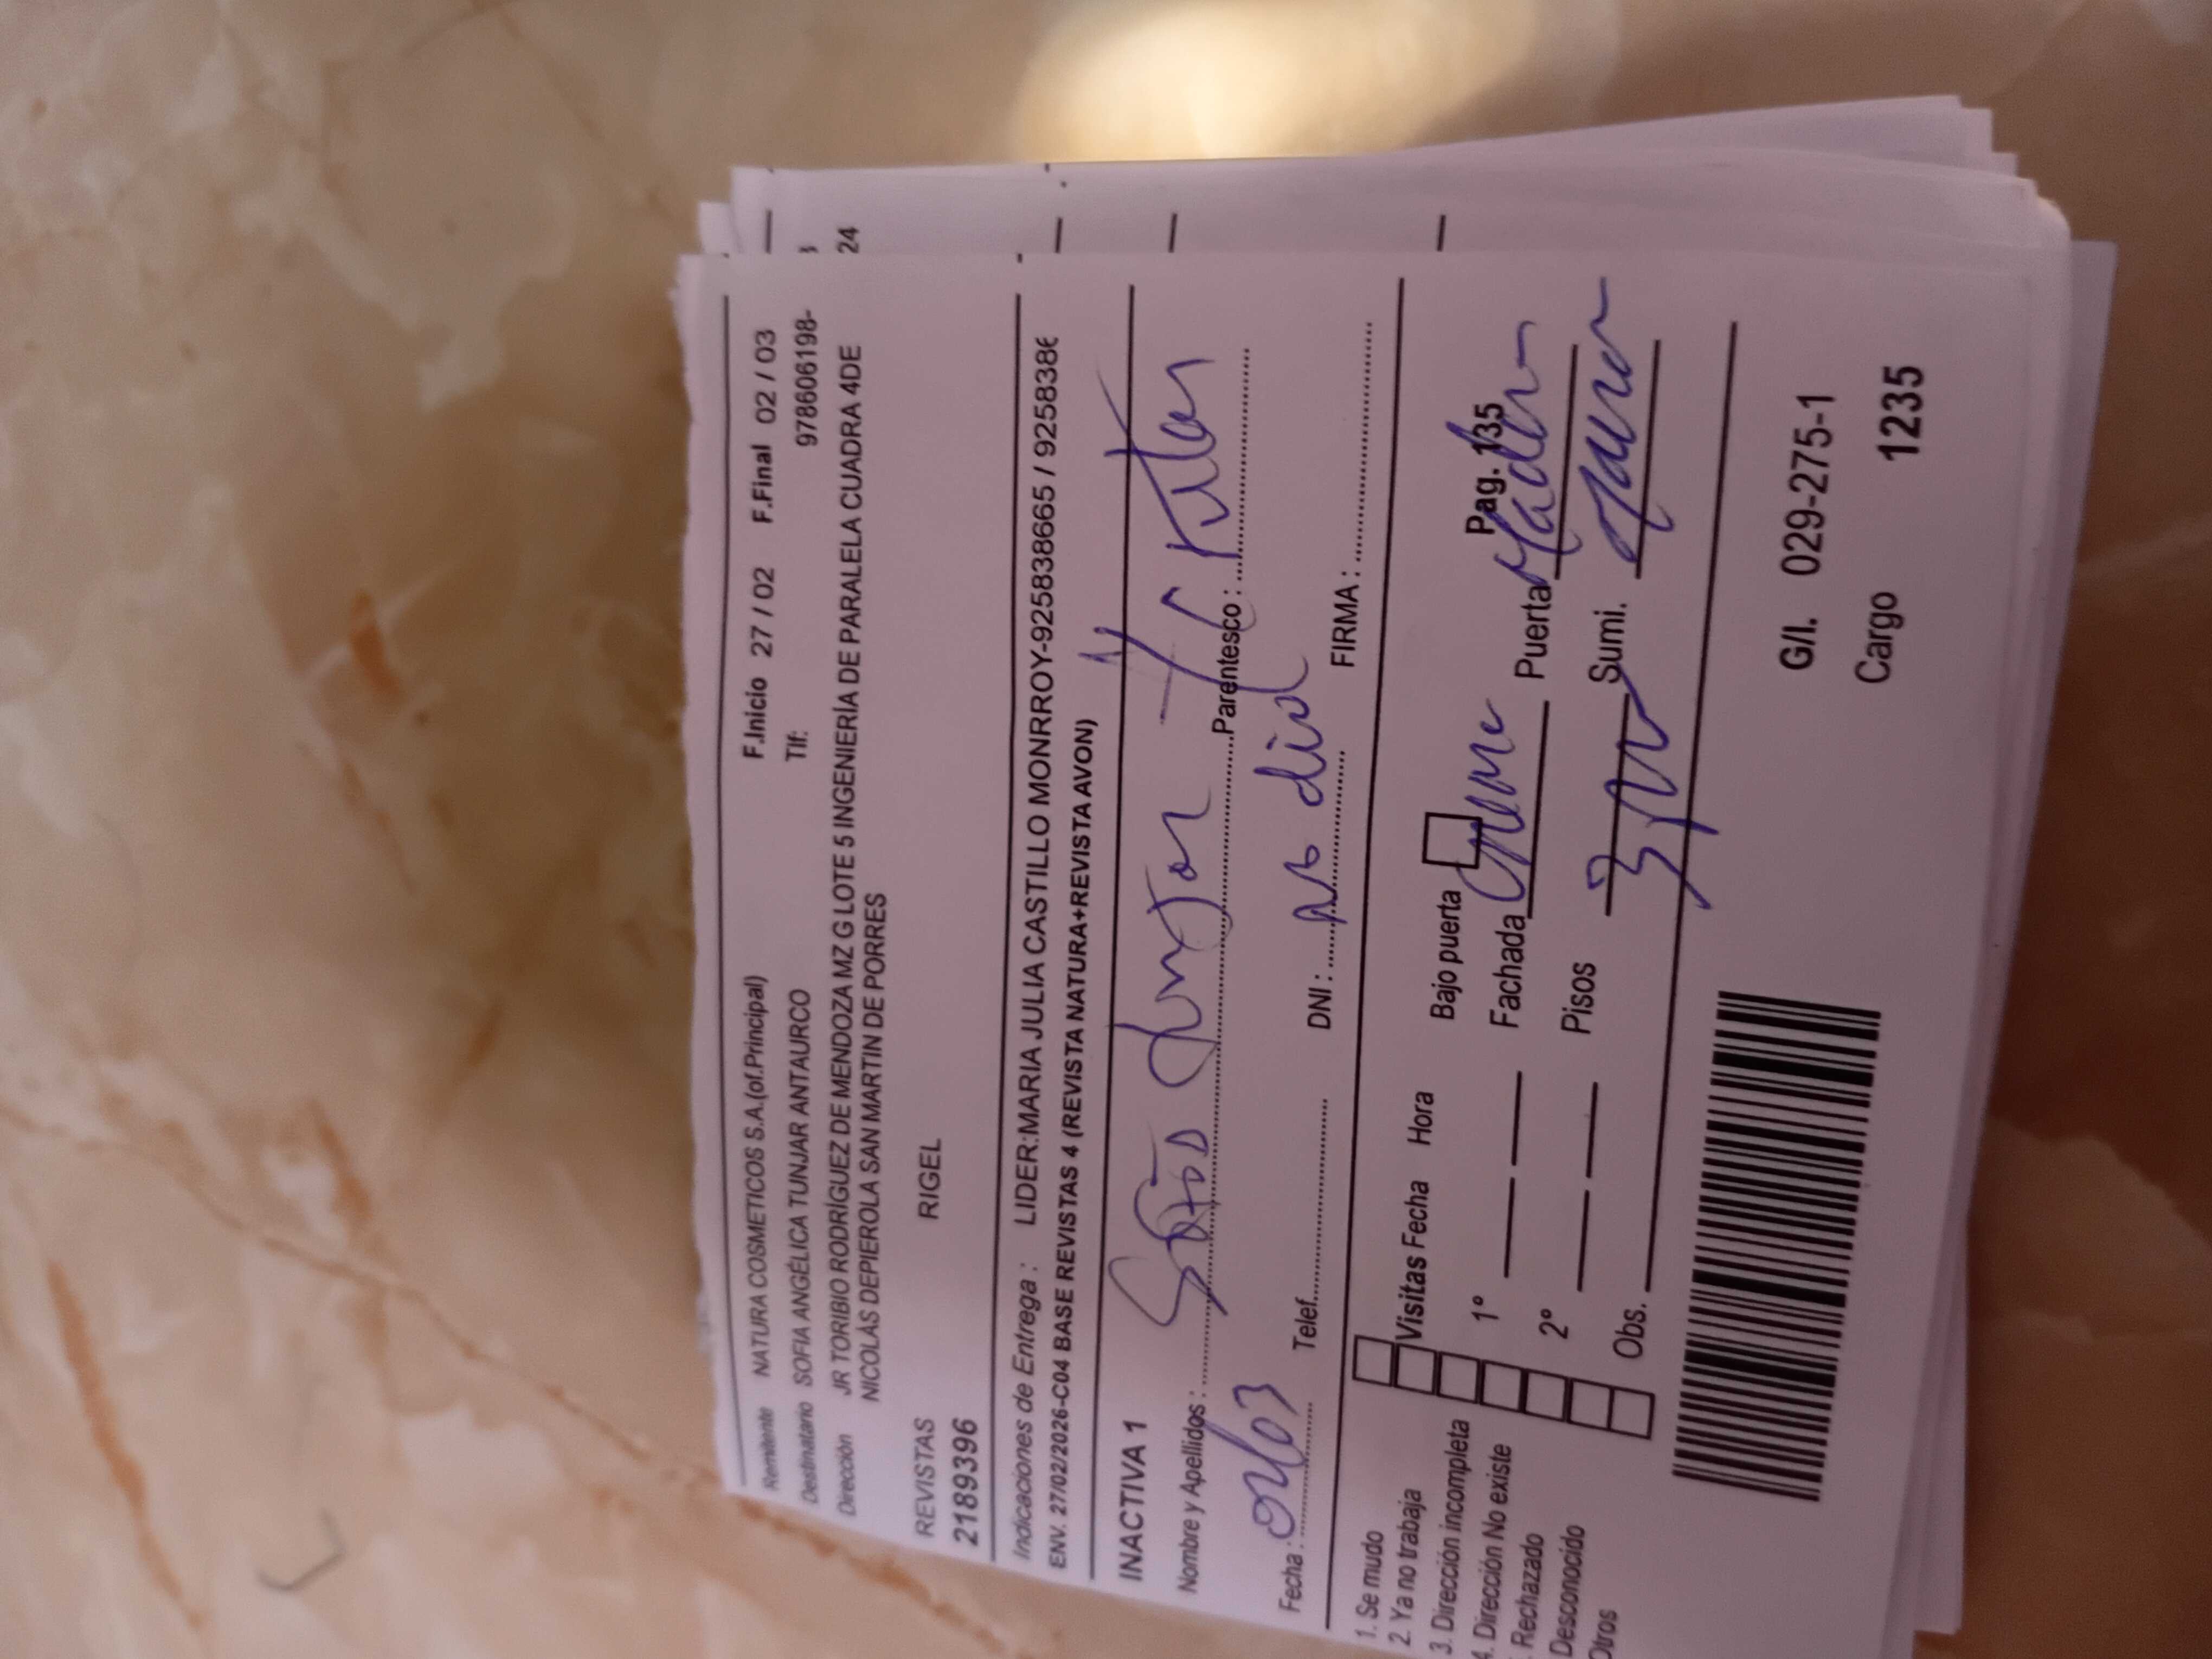 Remitente NATURA COSMETICOS S.A.(of.Principal) F.Inicio 27 / 02 F.Final 02 / 03
Destinatario SOFIA ANGÉLICA TUNJAR ANTAURCO Tlf: 978606198-
Dirección JR TORIBIO RODRÍGUEZ DE MENDOZA MZ G LOTE 5 INGENIERÍA DE PARALELA CUADRA 4DE 24
NICOLÁS DEPIEROLA SAN MARTIN DE PORRES
REVISTAS RIGEL
2189396
Indicaciones de Entrega : LIDER:MARIA JULIA CASTILLO MONRROY-925838665 / 9258386
ENV. 27/02/2026-C04 BASE REVISTAS 4 (REVISTA NATURA+REVISTA AVON)
INACTIVA 1
Nombre y Apellidos : Parentesco :
Fecha: 02/03 Telef. DNI : no dio FIRMA :
1. Se mudo
2. Ya no trabaja Visitas Fecha Hora Bajo puerta Pag. 135
3. Dirección incompleta 1° Fachada Puerta
4. Dirección No existe 2° Pisos 3 Sumi.
Rechazado Obs.
Desconocido
Otros
G/I. 029-275-1
Cargo 1235